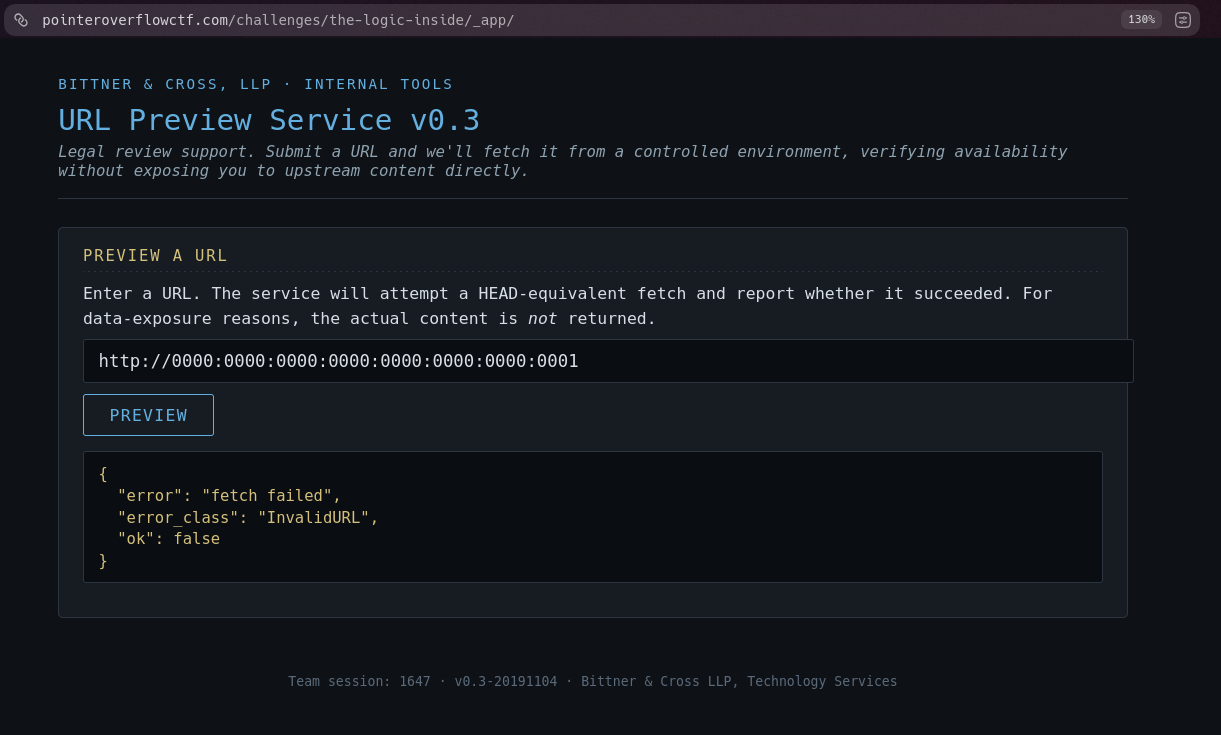 pointeroverflowctf.com/challenges/the-logic-inside/_app/
130%
BITTNER & CROSS, LLP · INTERNAL TOOLS
URL Preview Service v0.3
Legal review support. Submit a URL and we'll fetch it from a controlled environment, verifying availability
without exposing you to upstream content directly.
PREVIEW A URL
Enter a URL. The service will attempt a HEAD-equivalent fetch and report whether it succeeded. For
data-exposure reasons, the actual content is not returned.
http://0000:0000:0000:0000:0000:0000:0000:0001
PREVIEW
{
  "error": "fetch failed",
  "error_class": "InvalidURL",
  "ok": false
}
Team session: 1647 · v0.3-20191104 · Bittner & Cross LLP, Technology Services